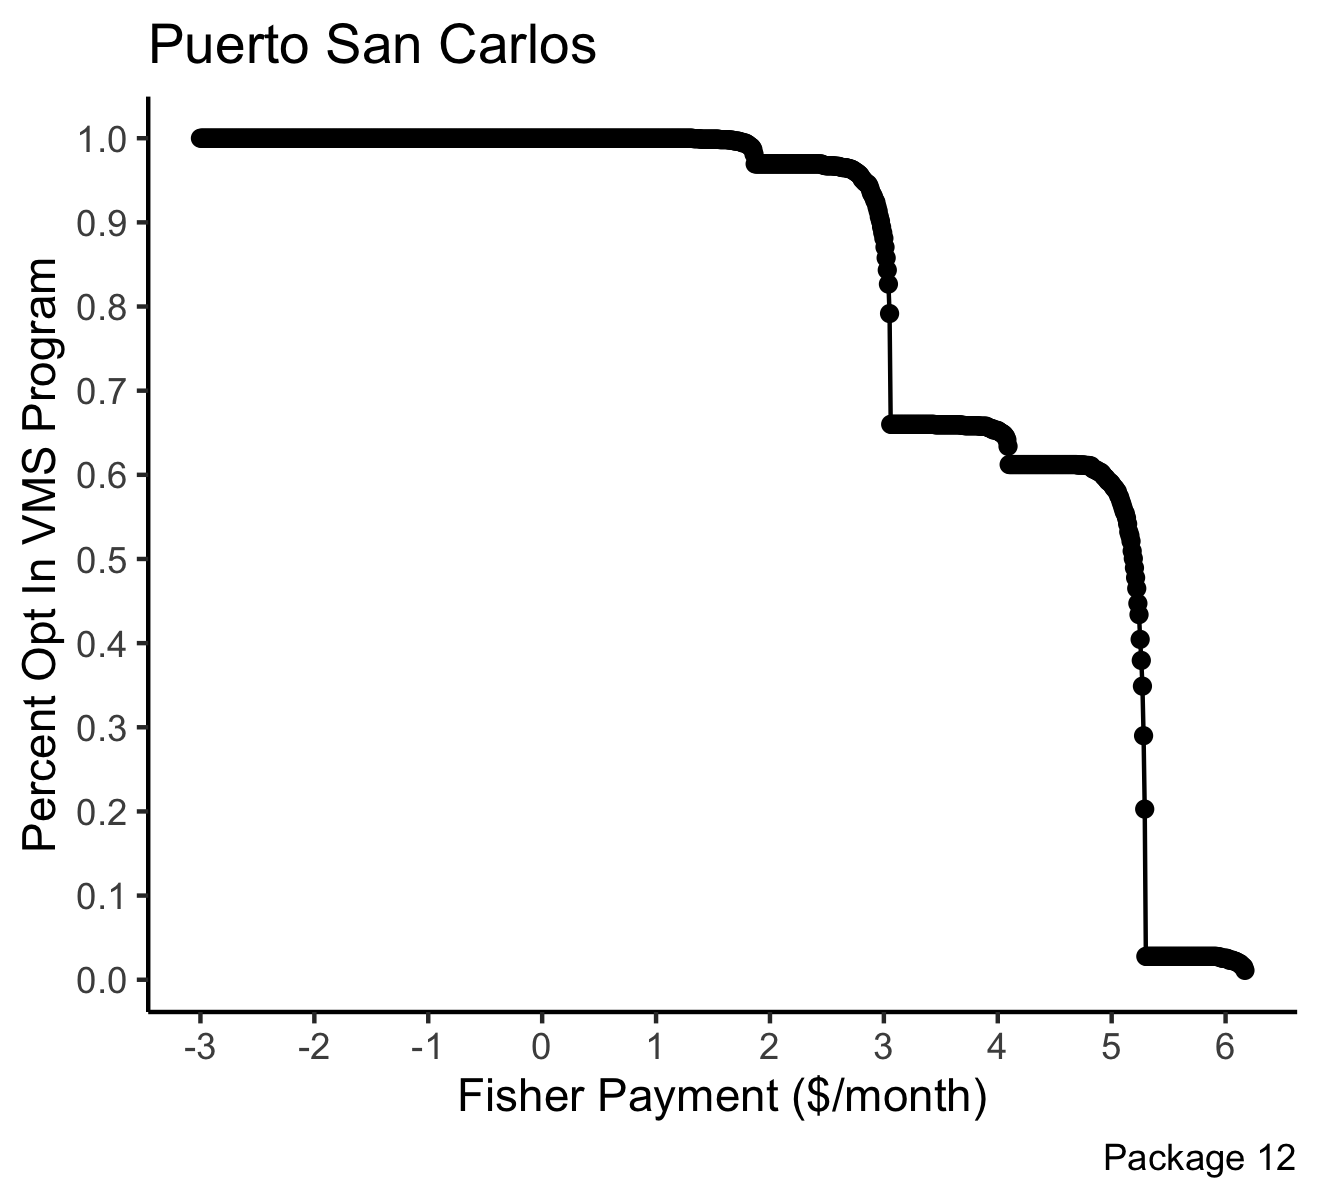 Puerto San Carlos
Percent Opt In VMS Program
1.0
0.9
0.8
0.7
0.6
0.5
0.4
0.3
0.2
0.1
0.0
-3 -2 -1 0 1 2 3 4 5 6
Fisher Payment ($/month)
Package 12